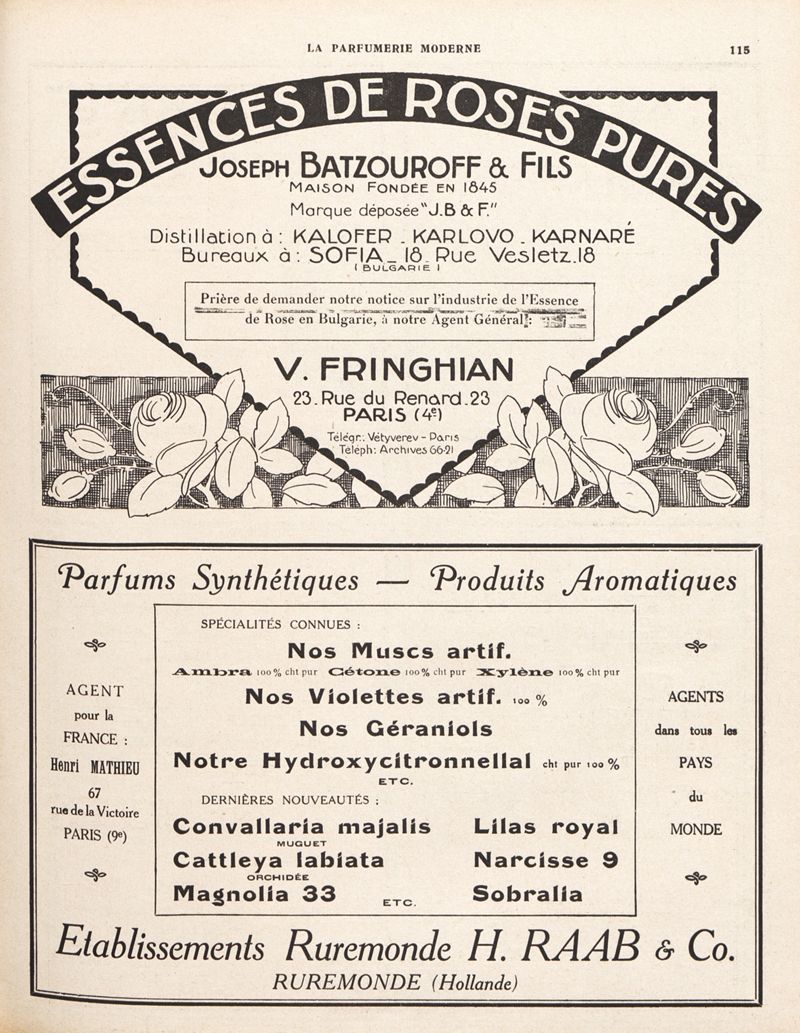 LA PARFUMERIE MODERNE
115
ESSENCES DE ROSES PURES
JOSEPH BATZOUROFF & FILS
MAISON FONDÉE EN 1845
Marque déposée "J.B & F."
Distillation à : KALOFER _ KARLOVO _ KARNARÉ
Bureaux à : SOFIA _ 18 _ Rue Vesletz.18
( BULGARIE )
Prière de demander notre notice sur l'industrie de l'Essence
de Rose en Bulgarie, à notre Agent Général :
V. FRINGHIAN
23 _ Rue du Renard _ 23
PARIS (4e)
Télégr: Vétyverev - Paris
Téléph: Archives 66-21
Parfums Synthétiques — Produits Aromatiques
SPÉCIALITÉS CONNUES :
Nos Muscs artif.
Ambra 100 % cht pur Cétone 100 % cht pur Xylène 100 % cht pur
Nos Violettes artif. 100 %
Nos Géraniols
Notre Hydroxycitronnellal cht pur 100 %
ETC.
DERNIÈRES NOUVEAUTÉS :
Convallaria majalis
MUGUET
Cattleya labiata
ORCHIDÉE
Magnolia 33
ETC.
Lilas royal
Narcisse 9
Sobralia
AGENT
pour la
FRANCE :
Henri MATHIEU
67
rue de la Victoire
PARIS (9e)
AGENTS
dans tous les
PAYS
du
MONDE
Etablissements Ruremonde H. RAAB & Co.
RUREMONDE (Hollande)